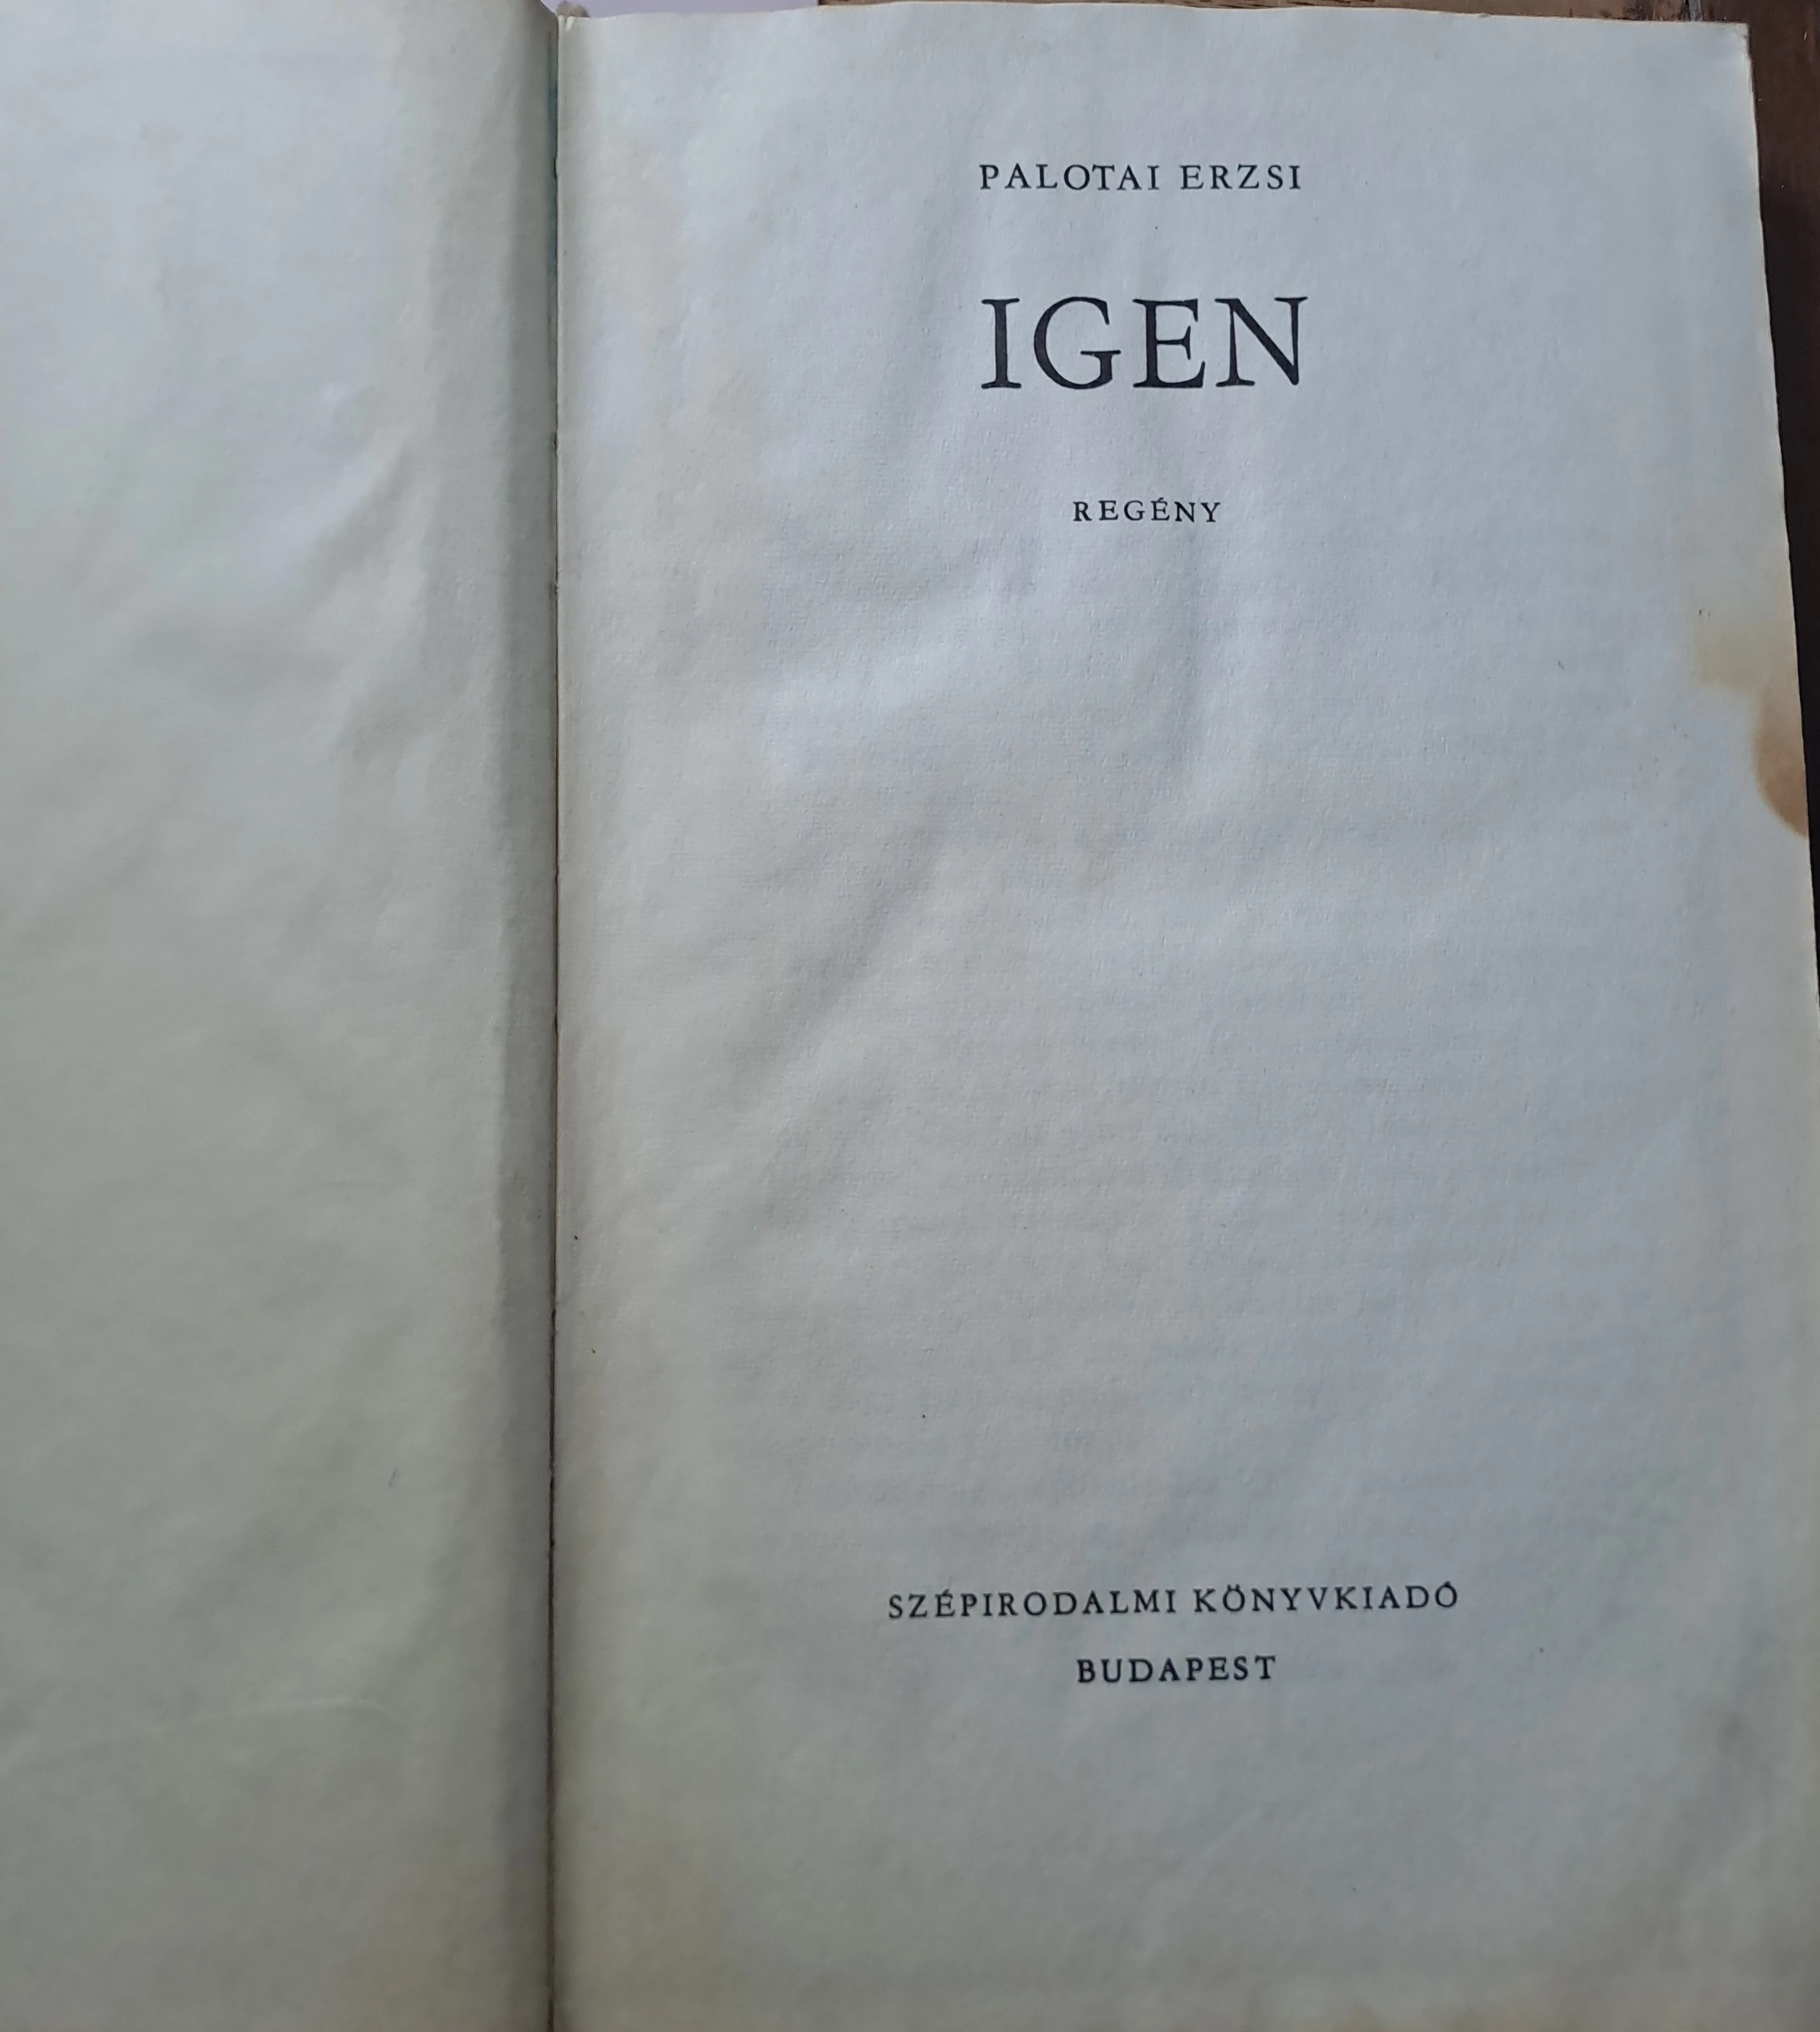 PALOTAI ERZSI
IGEN
REGÉNY
SZÉPIRODALMI KÖNYVKIADÓ
BUDAPEST